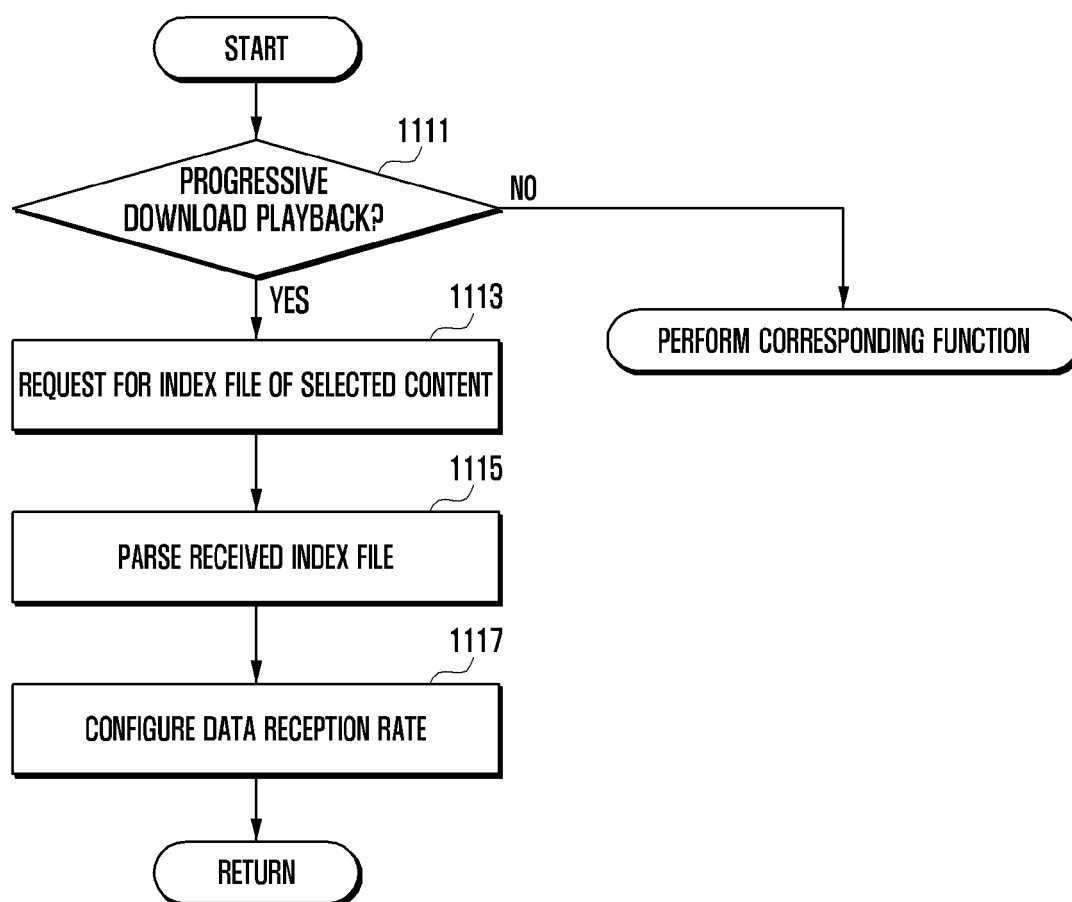 START
1111
PROGRESSIVE
DOWNLOAD PLAYBACK?
NO
YES
1113
PERFORM CORRESPONDING FUNCTION
REQUEST FOR INDEX FILE OF SELECTED CONTENT
1115
PARSE RECEIVED INDEX FILE
1117
CONFIGURE DATA RECEPTION RATE
RETURN